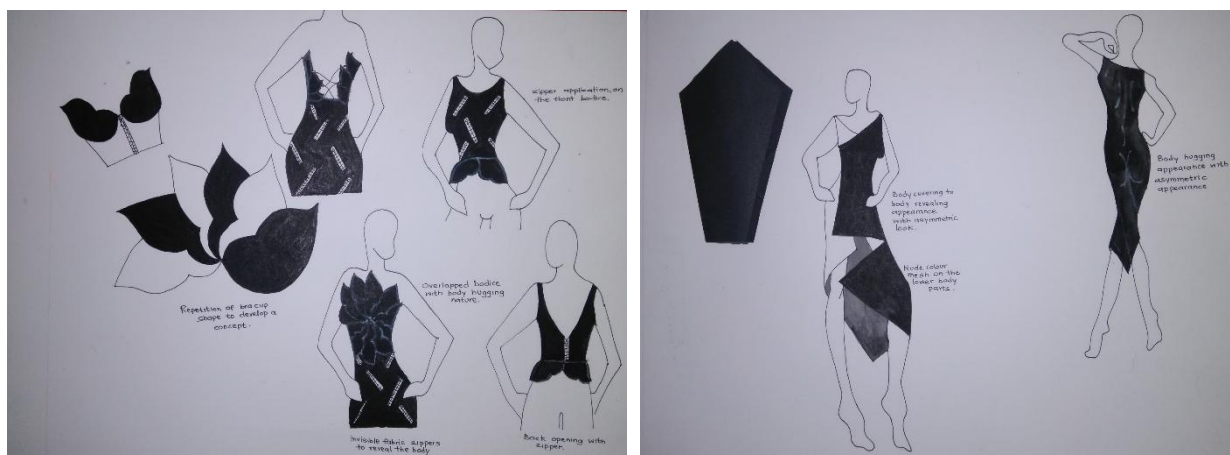 Zipper application, on
the front bodice.
Repetition of bra cup
shape to develop a
concept.
Overlapped bodice
with body hugging
nature.
Invisible fabric zippers
to reveal the body
Back opening with
zipper.
Body covering to
body revealing
appearance
with asymmetric
look.
Nude colour
mesh on the
lower body
parts.
Body hugging
appearance with
asymmetric
appearance